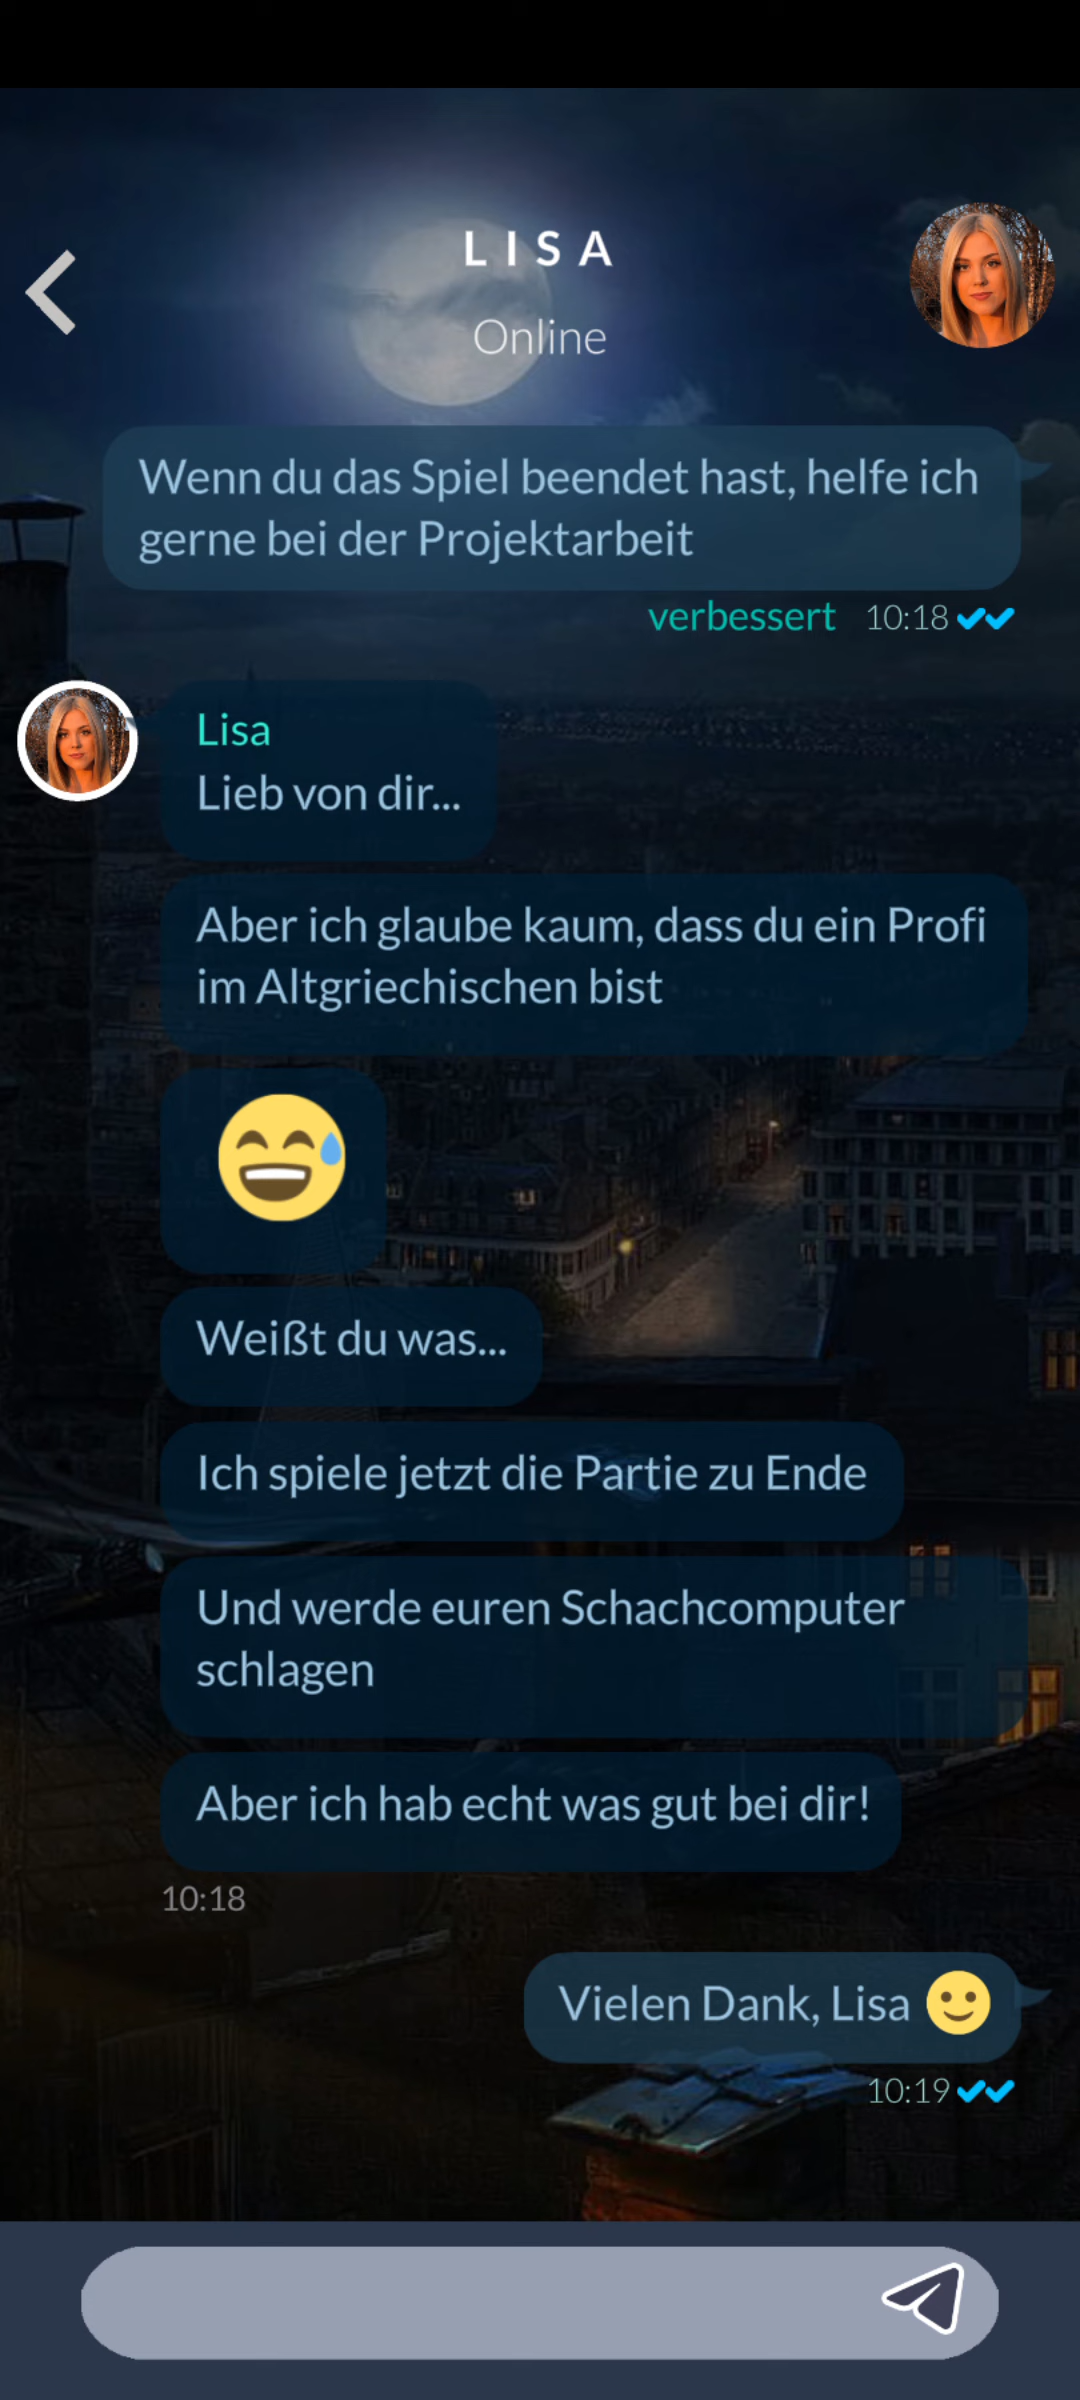 LISA
Online
Wenn du das Spiel beendet hast, helfe ich
gerne bei der Projektarbeit
verbessert 10:18
Lisa
Lieb von dir...
Aber ich glaube kaum, dass du ein Profi
im Altgriechischen bist
Weißt du was...
Ich spiele jetzt die Partie zu Ende
Und werde euren Schachcomputer
schlagen
Aber ich hab echt was gut bei dir!
10:18
Vielen Dank, Lisa 🙂
10:19